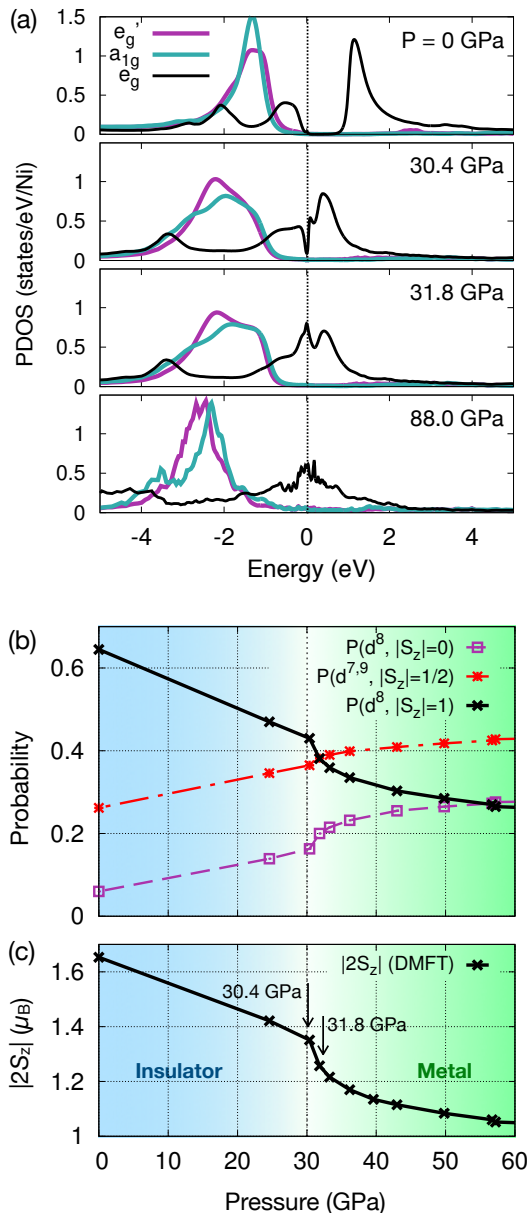 (a)
1.5
1
0.5
0
e_g'
a_1g
e_g
P = 0 GPa
1
0.5
0
30.4 GPa
1
0.5
0
31.8 GPa
1
0.5
0
88.0 GPa
PDOS (states/eV/Ni)
-4 -2 0 2 4
Energy (eV)
(b)
0.6
0.4
0.2
0
P(d^8, |S_z|=0)
P(d^7,9, |S_z|=1/2)
P(d^8, |S_z|=1)
Probability
(c)
1.6
1.4
1.2
1
|2S_z| (DMFT)
30.4 GPa
31.8 GPa
Insulator Metal
|2S_z| (μ_B)
0 10 20 30 40 50 60
Pressure (GPa)